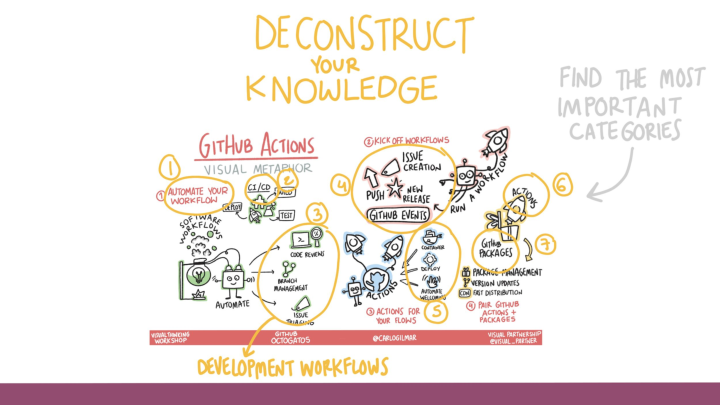 DECONSTRUCT
YOUR
KNOWLEDGE
FIND THE MOST
IMPORTANT
CATEGORIES
GITHUB ACTIONS
VISUAL METAPHOR
1
① AUTOMATE YOUR
WORKFLOW
CI/CD
2
BUILD
DEPLOY
TEST
SOFTWARE
WORKFLOWS
AUTOMATE
3
CODE REVIEWS
BRANCH
MANAGEMENT
ISSUE
TRIAGING
DEVELOPMENT WORKFLOWS
② KICK OFF WORKFLOWS
4
ISSUE
CREATION
PUSH
NEW
RELEASE
GITHUB EVENTS
RUN A WORKFLOW
ACTIONS
CONTAINER
DEPLOY
AUTOMATE
WELCOMING
5
③ ACTIONS FOR
YOUR FLOWS
ACTIONS
6
GITHUB
PACKAGES
7
PACKAGE MANAGEMENT
VERSION UPDATES
CDN FAST DISTRIBUTION
④ PAIR GITHUB
ACTIONS +
PACKAGES
VISUALTHINKING
WORKSHOP
GITHUB
OCTOGATOS
@CARLOGILMAR
VISUAL PARTNERSHIP
@VISUAL_PARTNER